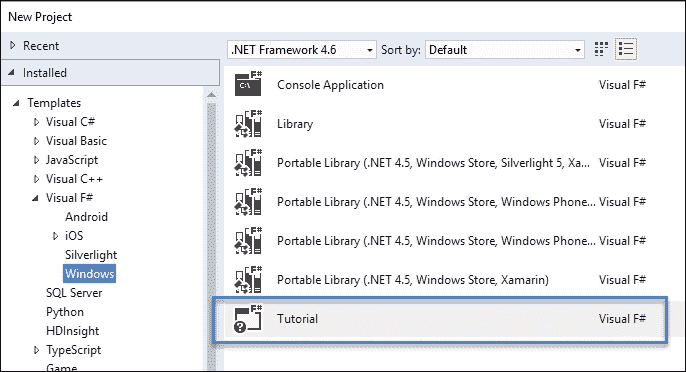 New Project
Recent
.NET Framework 4.6
Sort by: Default
Installed
Templates
Visual C#
Visual Basic
JavaScript
Visual C++
Visual F#
Android
iOS
Silverlight
Windows
SQL Server
Python
HDInsight
TypeScript
Game
F#
C:\
Console Application Visual F#
F#
Library Visual F#
F#
Portable Library (.NET 4.5, Windows Store, Silverlight 5, Xa... Visual F#
F#
Portable Library (.NET 4.5, Windows Store, Windows Phone... Visual F#
F#
Portable Library (.NET 4.5, Windows Store, Windows Phone... Visual F#
F#
Portable Library (.NET 4.5, Windows Store, Xamarin) Visual F#
F#
?
Tutorial Visual F#